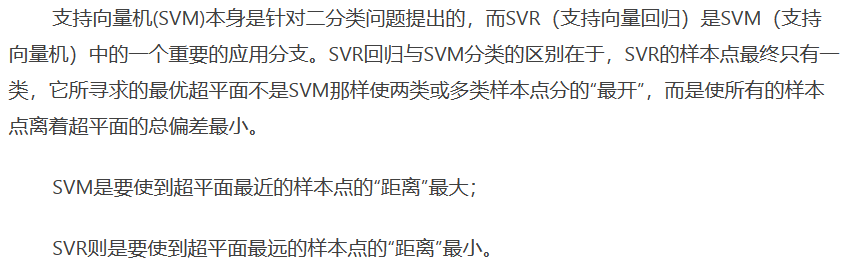 支持向量机(SVM)本身是针对二分类问题提出的，而SVR（支持向量回归）是SVM（支持
向量机）中的一个重要的应用分支。SVR回归与SVM分类的区别在于，SVR的样本点最终只有一
类，它所寻求的最优超平面不是SVM那样使两类或多类样本点分的“最开”，而是使所有的样本
点离着超平面的总偏差最小。
SVM是要使到超平面最近的样本点的“距离”最大；
SVR则是要使到超平面最远的样本点的“距离”最小。